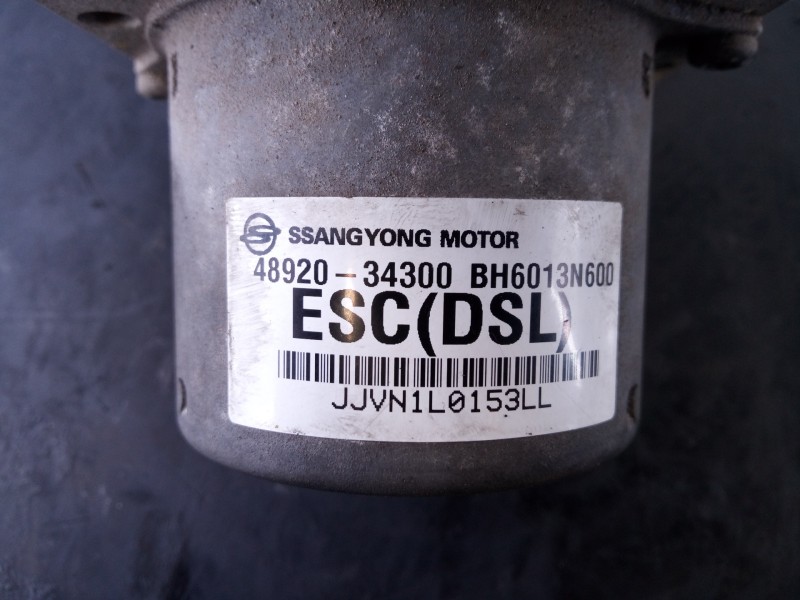 SSANGYONG MOTOR
48920-34300 BH6013N600
ESC(DSL)
JJVN1L0153LL